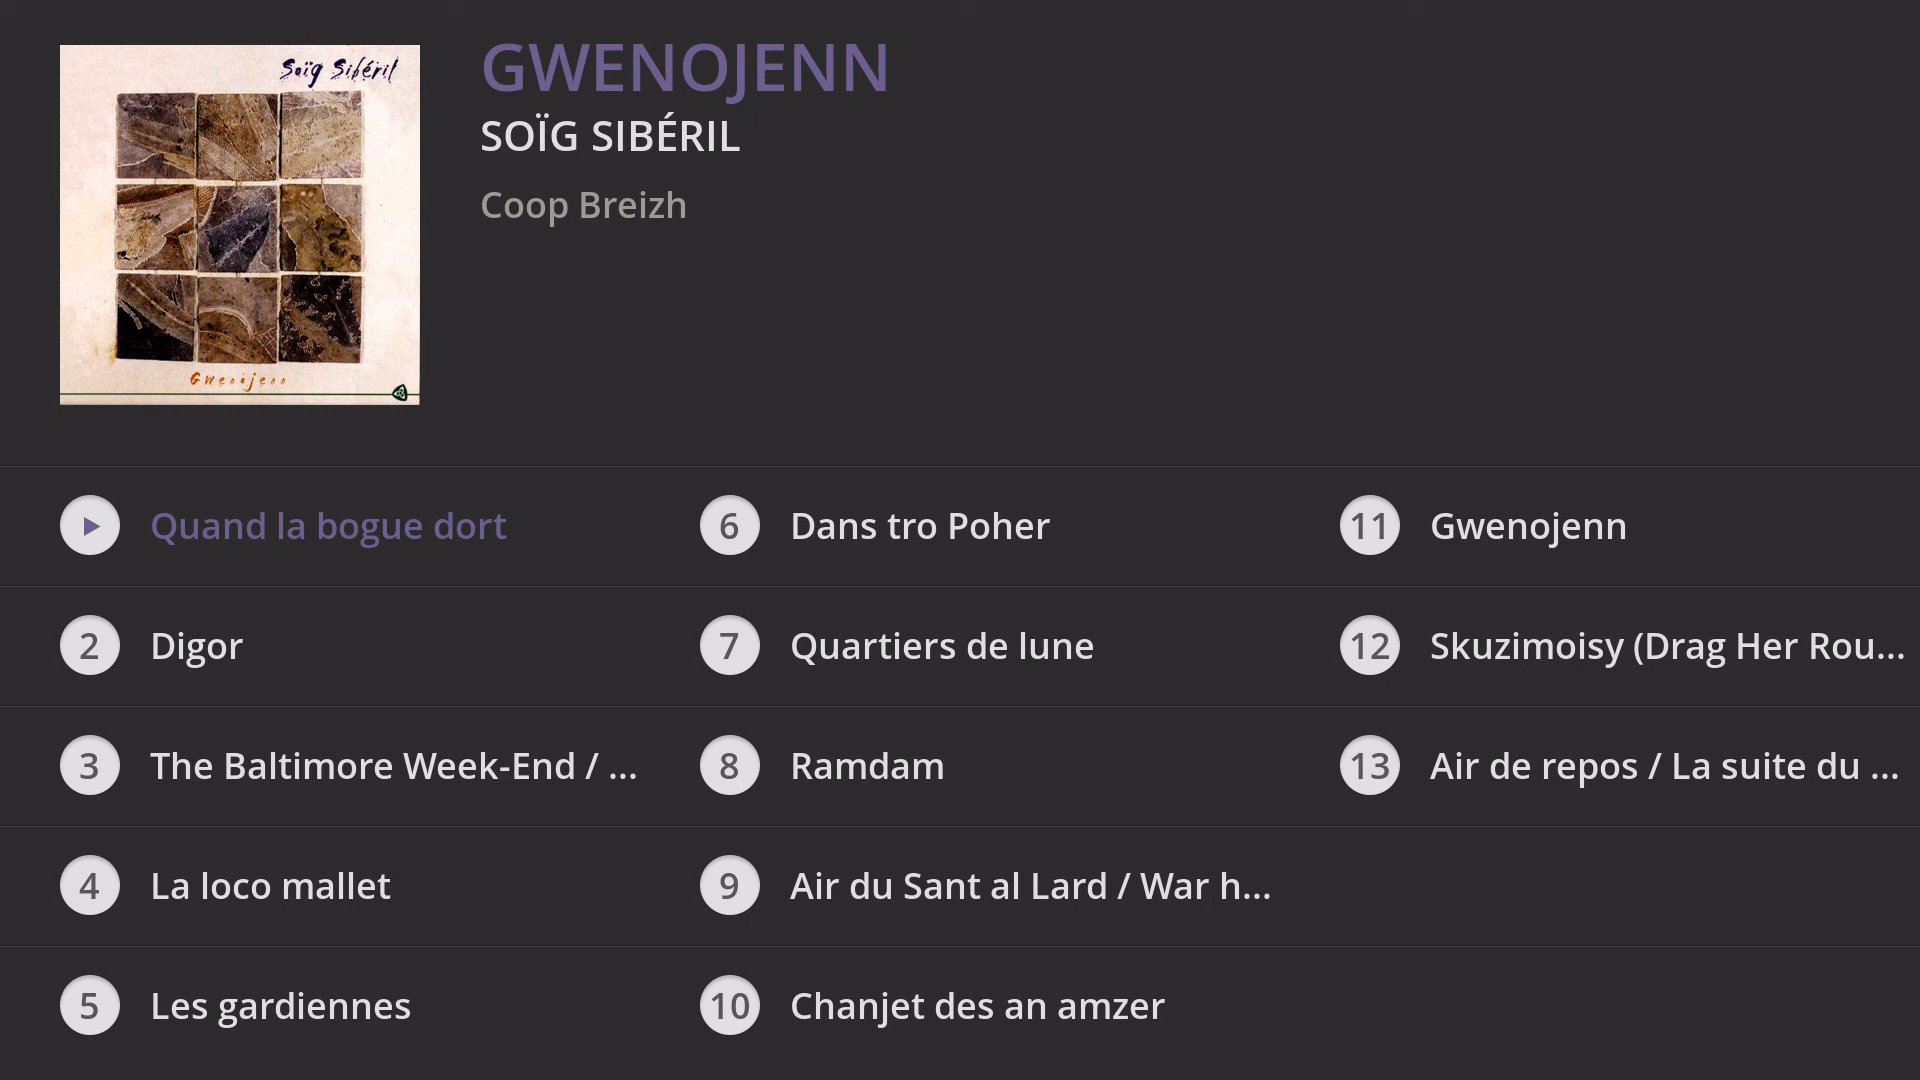 Soïg Sibéril
Gwenojenn
GWENOJENN
SOÏG SIBÉRIL
Coop Breizh
Quand la bogue dort
2 Digor
3 The Baltimore Week-End / ...
4 La loco mallet
5 Les gardiennes
6 Dans tro Poher
7 Quartiers de lune
8 Ramdam
9 Air du Sant al Lard / War h...
10 Chanjet des an amzer
11 Gwenojenn
12 Skuzimoisy (Drag Her Rou...
13 Air de repos / La suite du ...